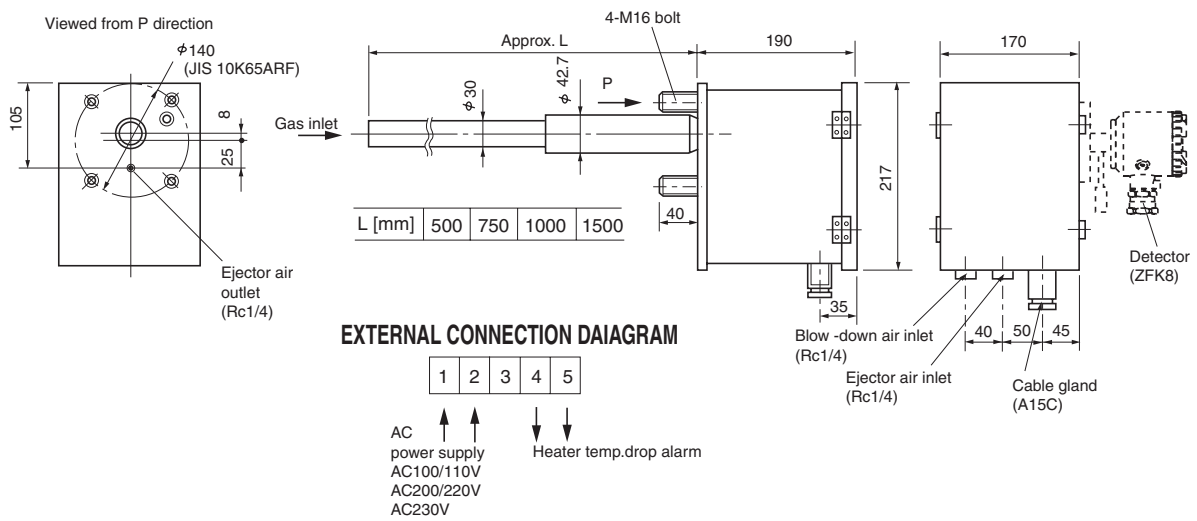 Viewed from P direction
ϕ140
(JIS 10K65ARF)
105
8
25
Ejector air
outlet
(Rc1/4)
4-M16 bolt
Approx. L
190
ϕ 30
ϕ 42.7
P
Gas inlet
40
L [mm] 500 750 1000 1500
217
35
170
Detector
(ZFK8)
40 50 45
Blow -down air inlet
(Rc1/4)
Ejector air inlet
(Rc1/4)
Cable gland
(A15C)
EXTERNAL CONNECTION DAIAGRAM
1 2 3 4 5
AC
power supply
AC100/110V
AC200/220V
AC230V
Heater temp.drop alarm